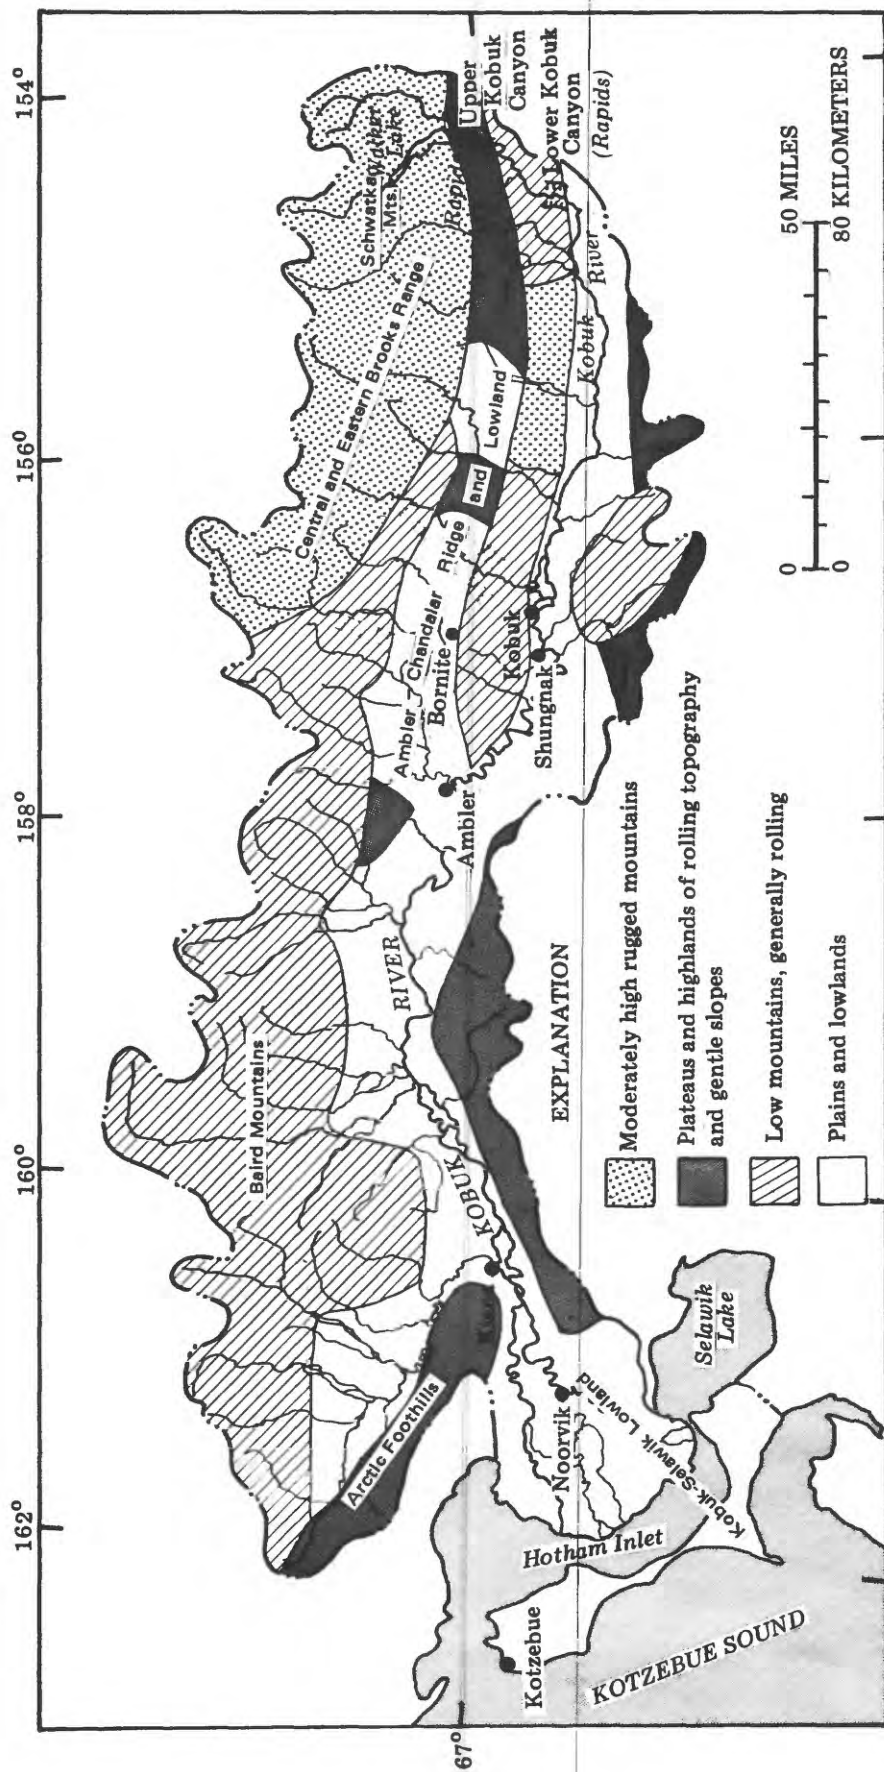 162°
160°
158°
156°
154°
67°
Schwatka
Mts.
Walker
Lake
Central and Eastern Brooks Range
Baird Mountains
Arctic Foothills
Ambler Chandalar Ridge and Lowland
Rapids
Upper
Kobuk
Canyon
Lower Kobuk
Canyon
(Rapids)
Kobuk River
Bornite
Kobuk
Shungnak
Ambler
KOBUK RIVER
Noorvik
Kobuk-Selawik Lowland
Selawik
Lake
Hotham Inlet
Kotzebue
KOTZEBUE SOUND
0 50 MILES
0 80 KILOMETERS
EXPLANATION
Moderately high rugged mountains
Plateaus and highlands of rolling topography
and gentle slopes
Low mountains, generally rolling
Plains and lowlands